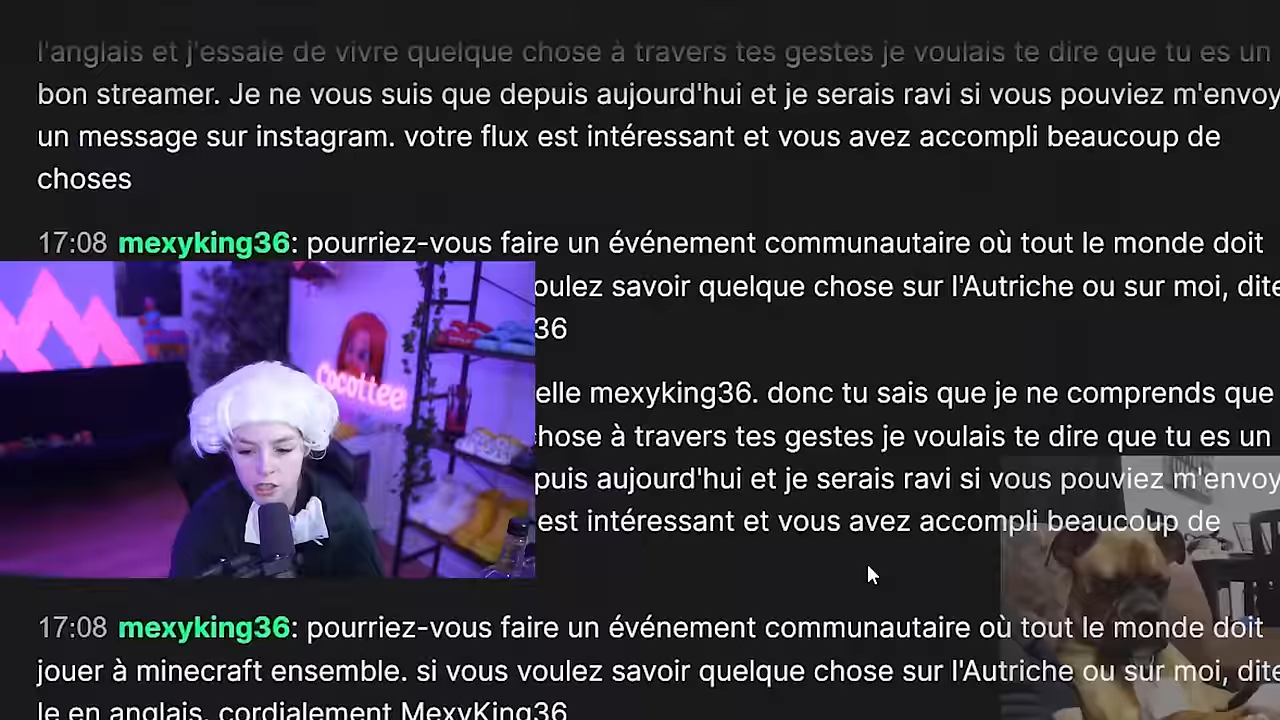 l'anglais et j'essaie de vivre quelque chose à travers tes gestes je voulais te dire que tu es un
bon streamer. Je ne vous suis que depuis aujourd'hui et je serais ravi si vous pouviez m'envoy
un message sur instagram. votre flux est intéressant et vous avez accompli beaucoup de
choses
17:08 mexyking36: pourriez-vous faire un événement communautaire où tout le monde doit
oulez savoir quelque chose sur l'Autriche ou sur moi, dite
36
cocottee
elle mexyking36. donc tu sais que je ne comprends que
chose à travers tes gestes je voulais te dire que tu es un
puis aujourd'hui et je serais ravi si vous pouviez m'envoy
est intéressant et vous avez accompli beaucoup de
17:08 mexyking36: pourriez-vous faire un événement communautaire où tout le monde doit
jouer à minecraft ensemble. si vous voulez savoir quelque chose sur l'Autriche ou sur moi, dite
le en anglais. cordialement MexyKing36